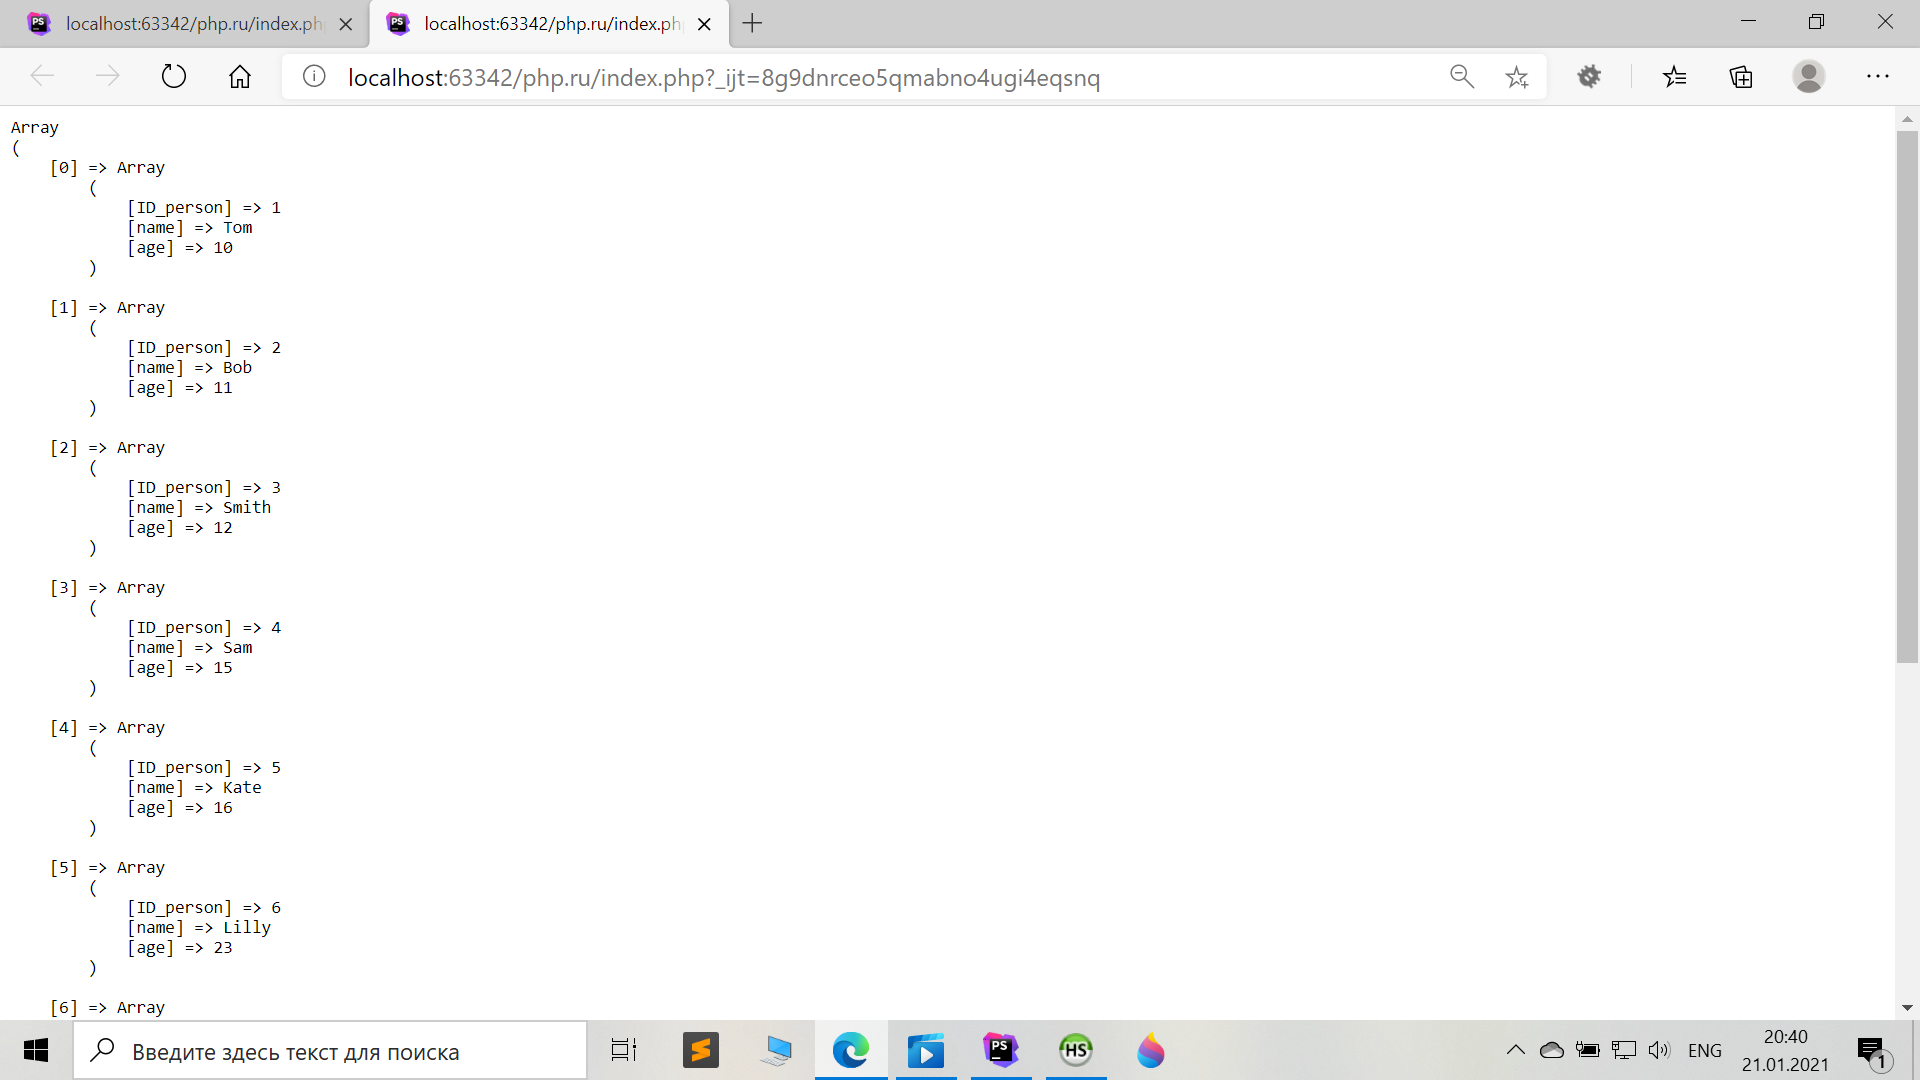 localhost:63342/php.ru/index.ph
localhost:63342/php.ru/index.ph
localhost:63342/php.ru/index.php?_ijt=8g9dnrceo5qmabno4ugi4eqsnq
Array
(
    [0] => Array
        (
            [ID_person] => 1
            [name] => Tom
            [age] => 10
        )
    [1] => Array
        (
            [ID_person] => 2
            [name] => Bob
            [age] => 11
        )
    [2] => Array
        (
            [ID_person] => 3
            [name] => Smith
            [age] => 12
        )
    [3] => Array
        (
            [ID_person] => 4
            [name] => Sam
            [age] => 15
        )
    [4] => Array
        (
            [ID_person] => 5
            [name] => Kate
            [age] => 16
        )
    [5] => Array
        (
            [ID_person] => 6
            [name] => Lilly
            [age] => 23
        )
    [6] => Array
Введите здесь текст для поиска
PS
HS
ENG
20:40
21.01.2021
1